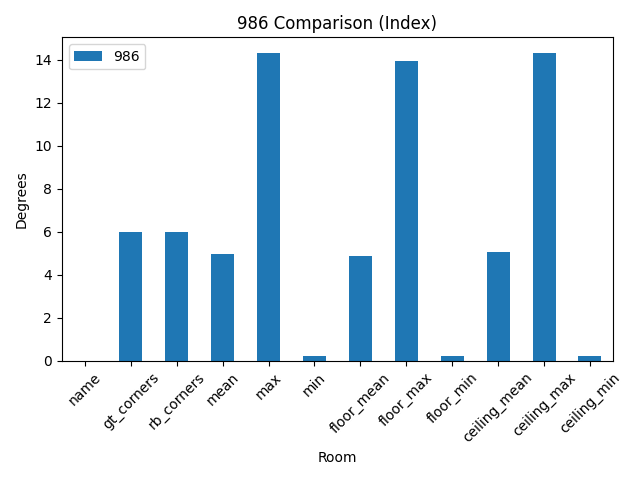 986 Comparison (Index)
986
Degrees
14
12
10
8
6
4
2
0
name
gt_corners
rb_corners
mean
max
min
floor_mean
floor_max
floor_min
ceiling_mean
ceiling_max
ceiling_min
Room